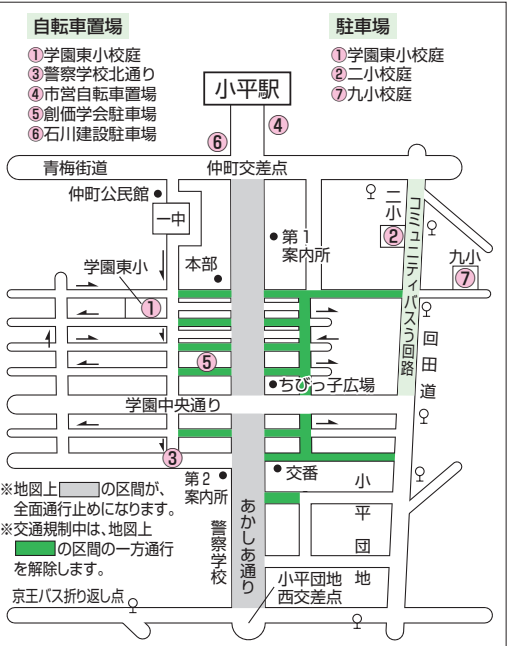 自転車置場
①学園東小校庭
③警察学校北通り
④市営自転車置場
⑤創価学会駐車場
⑥石川建設駐車場
駐車場
①学園東小校庭
②二小校庭
⑦九小校庭
小平駅
⑥
④
青梅街道
仲町交差点
仲町公民館
一中
二小
②
コミュニティバスう回路
九小
⑦
第1
案内所
学園東小
本部
①
回田道
⑤
ちびっ子広場
学園中央通り
③
第2
案内所
交番
小平団地
※地図上 の区間が、
全面通行止めになります。
※交通規制中は、地図上
の区間の一方通行
を解除します。
警察学校
あかしあ通り
小平団地
西交差点
京王バス折り返し点